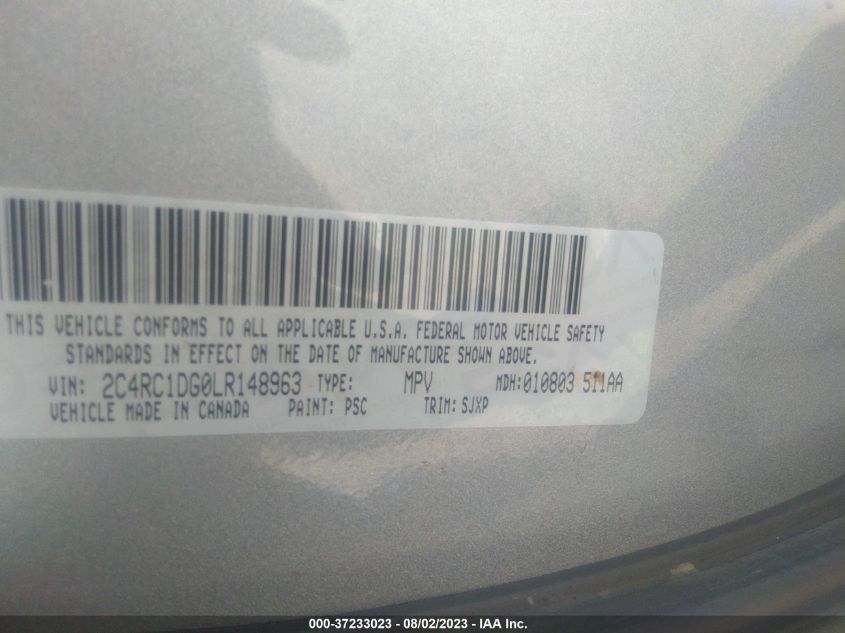 THIS VEHICLE CONFORMS TO ALL APPLICABLE U.S.A. FEDERAL MOTOR VEHICLE SAFETY
STANDARDS IN EFFECT ON THE DATE OF MANUFACTURE SHOWN ABOVE.
VIN: 2C4RC1DG0LR148963 TYPE: MPV MDH:010803 511AA
VEHICLE MADE IN CANADA PAINT: PSC TRIM: SJXP
000-37233023 — 08/02/2023 — IAA Inc.